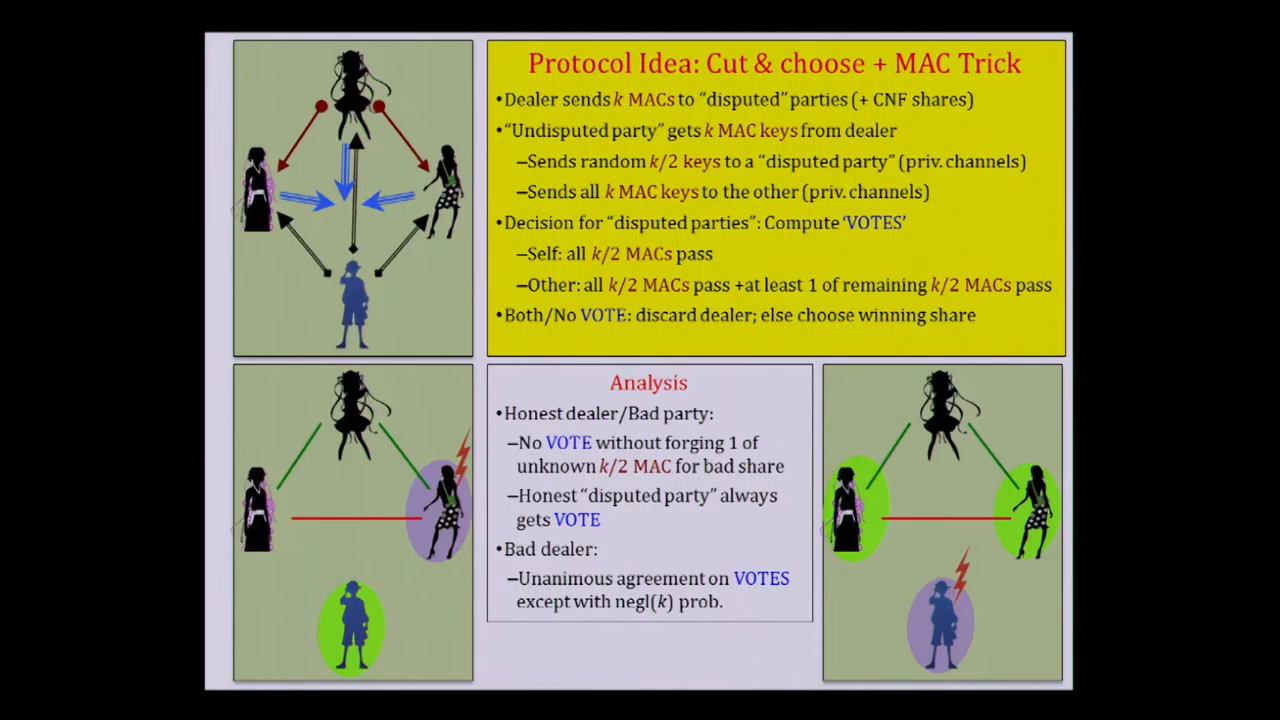 Protocol Idea: Cut & choose + MAC Trick
•Dealer sends k MACs to “disputed” parties (+ CNF shares)
•“Undisputed party” gets k MAC keys from dealer
–Sends random k/2 keys to a “disputed party” (priv. channels)
–Sends all k MAC keys to the other (priv. channels)
•Decision for “disputed parties”: Compute ‘VOTES’
–Self: all k/2 MACs pass
–Other: all k/2 MACs pass +at least 1 of remaining k/2 MACs pass
•Both/No VOTE: discard dealer; else choose winning share
Analysis
•Honest dealer/Bad party:
–No VOTE without forging 1 of
unknown k/2 MAC for bad share
–Honest “disputed party” always
gets VOTE
•Bad dealer:
–Unanimous agreement on VOTES
except with negl(k) prob.